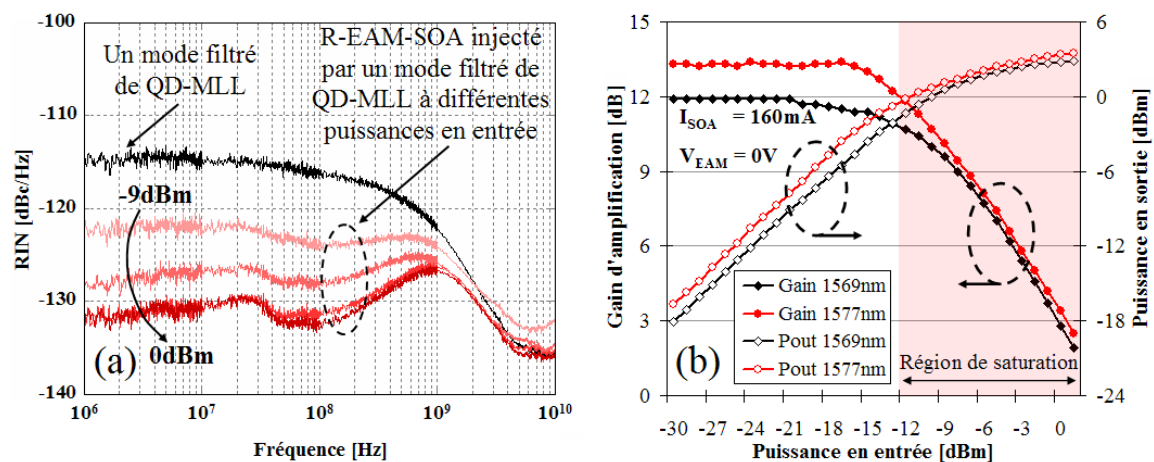 -100
-110
-120
-130
-140
RIN [dBc/Hz]
Un mode filtré
de QD-MLL
R-EAM-SOA injecté
par un mode filtré de
QD-MLL à différentes
puissances en entrée
-9dBm
0dBm
(a)
10^6 10^7 10^8 10^9 10^10
Fréquence [Hz]
(b)
15
12
9
6
3
0
Gain d'amplification [dB]
I_SOA = 160mA
V_EAM = 0V
Gain 1569nm
Gain 1577nm
Pout 1569nm
Pout 1577nm
Région de saturation
6
0
-6
-12
-18
-24
Puissance en sortie [dBm]
-30 -27 -24 -21 -18 -15 -12 -9 -6 -3 0
Puissance en entrée [dBm]